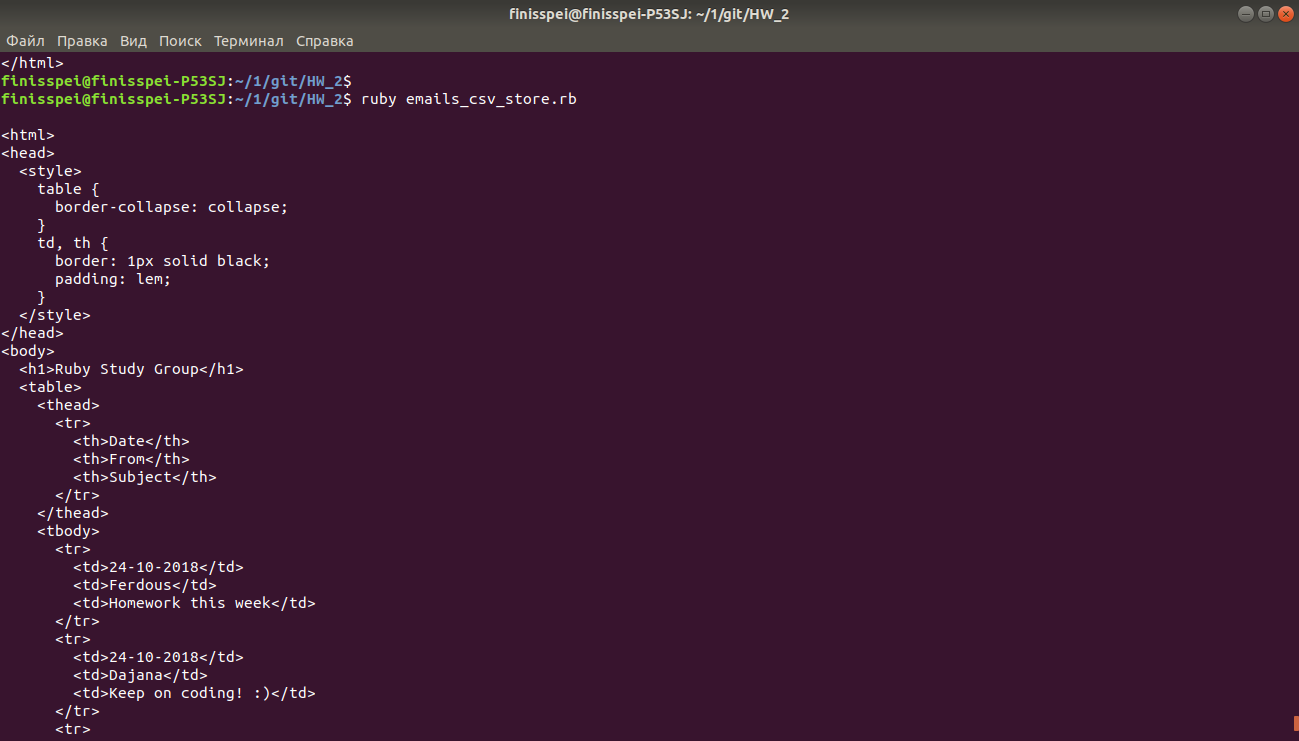 finisspei@finisspei-P53SJ: ~/1/git/HW_2
Файл Правка Вид Поиск Терминал Справка
</html>
finisspei@finisspei-P53SJ:~/1/git/HW_2$
finisspei@finisspei-P53SJ:~/1/git/HW_2$ ruby emails_csv_store.rb
<html>
<head>
  <style>
    table {
      border-collapse: collapse;
    }
    td, th {
      border: 1px solid black;
      padding: lem;
    }
  </style>
</head>
<body>
  <h1>Ruby Study Group</h1>
  <table>
    <thead>
      <tr>
        <th>Date</th>
        <th>From</th>
        <th>Subject</th>
      </tr>
    </thead>
    <tbody>
      <tr>
        <td>24-10-2018</td>
        <td>Ferdous</td>
        <td>Homework this week</td>
      </tr>
      <tr>
        <td>24-10-2018</td>
        <td>Dajana</td>
        <td>Keep on coding! :)</td>
      </tr>
      <tr>